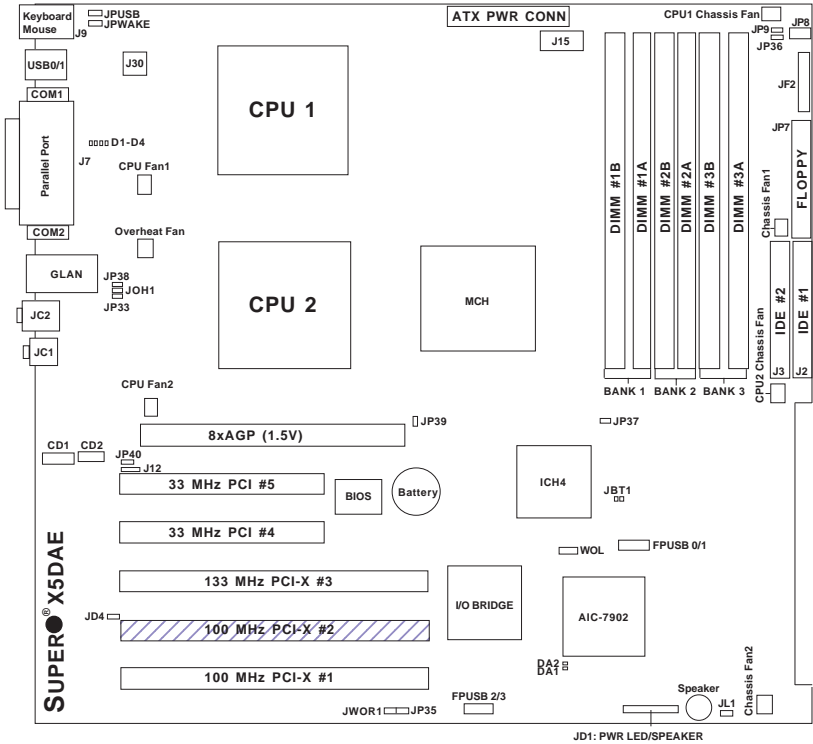 Keyboard
Mouse
J9
JPUSB
JPWAKE
ATX PWR CONN
CPU1 Chassis Fan
JP9
JP8
JP36
J15
USB0/1
J30
JF2
COM1
CPU 1
Parallel Port
J7
D1-D4
CPU Fan1
JP7
FLOPPY
DIMM #1B
DIMM #1A
DIMM #2B
DIMM #2A
DIMM #3B
DIMM #3A
Chassis Fan1
COM2
Overheat Fan
GLAN
JP38
JOH1
JP33
CPU 2
MCH
IDE #2
IDE #1
JC2
JC1
J3
J2
CPU2 Chassis Fan
BANK 1
BANK 2
BANK 3
CPU Fan2
8xAGP (1.5V)
JP39
JP37
CD1
CD2
JP40
J12
33 MHz PCI #5
BIOS
Battery
ICH4
JBT1
33 MHz PCI #4
WOL
FPUSB 0/1
133 MHz PCI-X #3
I/O BRIDGE
AIC-7902
JD4
100 MHz PCI-X #2
SUPER® X5DAE
DA2
DA1
100 MHz PCI-X #1
Speaker
JL1
Chassis Fan2
FPUSB 2/3
JWOR1
JP35
JD1: PWR LED/SPEAKER